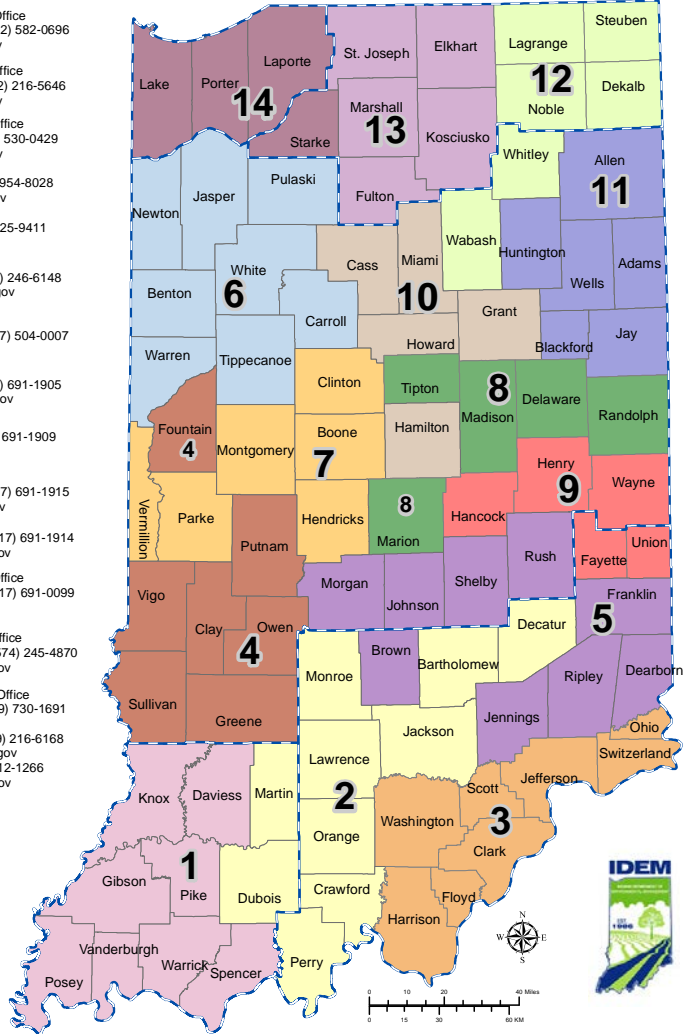 Office
2) 582-0696
v
ffice
2) 216-5646
v
ffice
530-0429
v
954-8028
ov
25-9411
) 246-6148
gov
7) 504-0007
) 691-1905
ov
691-1909
7) 691-1915
v
17) 691-1914
ov
Office
17) 691-0099
ffice
574) 245-4870
ov
Office
9) 730-1691
9) 216-6168
gov
12-1266
ov
Lake
Porter
Laporte
14
Starke
St. Joseph
Elkhart
Marshall
13
Kosciusko
Fulton
Lagrange
Steuben
12
Noble
Dekalb
Whitley
Allen
11
Newton
Jasper
Pulaski
Wabash
Huntington
Wells
Adams
Benton
White
6
Cass
Miami
10
Carroll
Grant
Howard
Blackford
Jay
Warren
Tippecanoe
Clinton
Tipton
8
Madison
Delaware
Randolph
Fountain
4
Montgomery
Boone
7
Hamilton
Henry
9
Wayne
Vermillion
Parke
Putnam
Hendricks
8
Marion
Hancock
Rush
Fayette
Union
Vigo
Clay
Owen
4
Morgan
Johnson
Shelby
Franklin
5
Decatur
Sullivan
Greene
Monroe
Brown
Bartholomew
Jennings
Ripley
Dearborn
Jackson
Ohio
Switzerland
Knox
Daviess
Martin
Lawrence
2
Orange
Washington
Scott
Jefferson
3
Clark
Gibson
1
Pike
Dubois
Crawford
Harrison
Floyd
Posey
Vanderburgh
Warrick
Spencer
Perry
N
W
E
S
0
20
40 Miles
0
15
30
60 KM
IDEM
EST.
1986